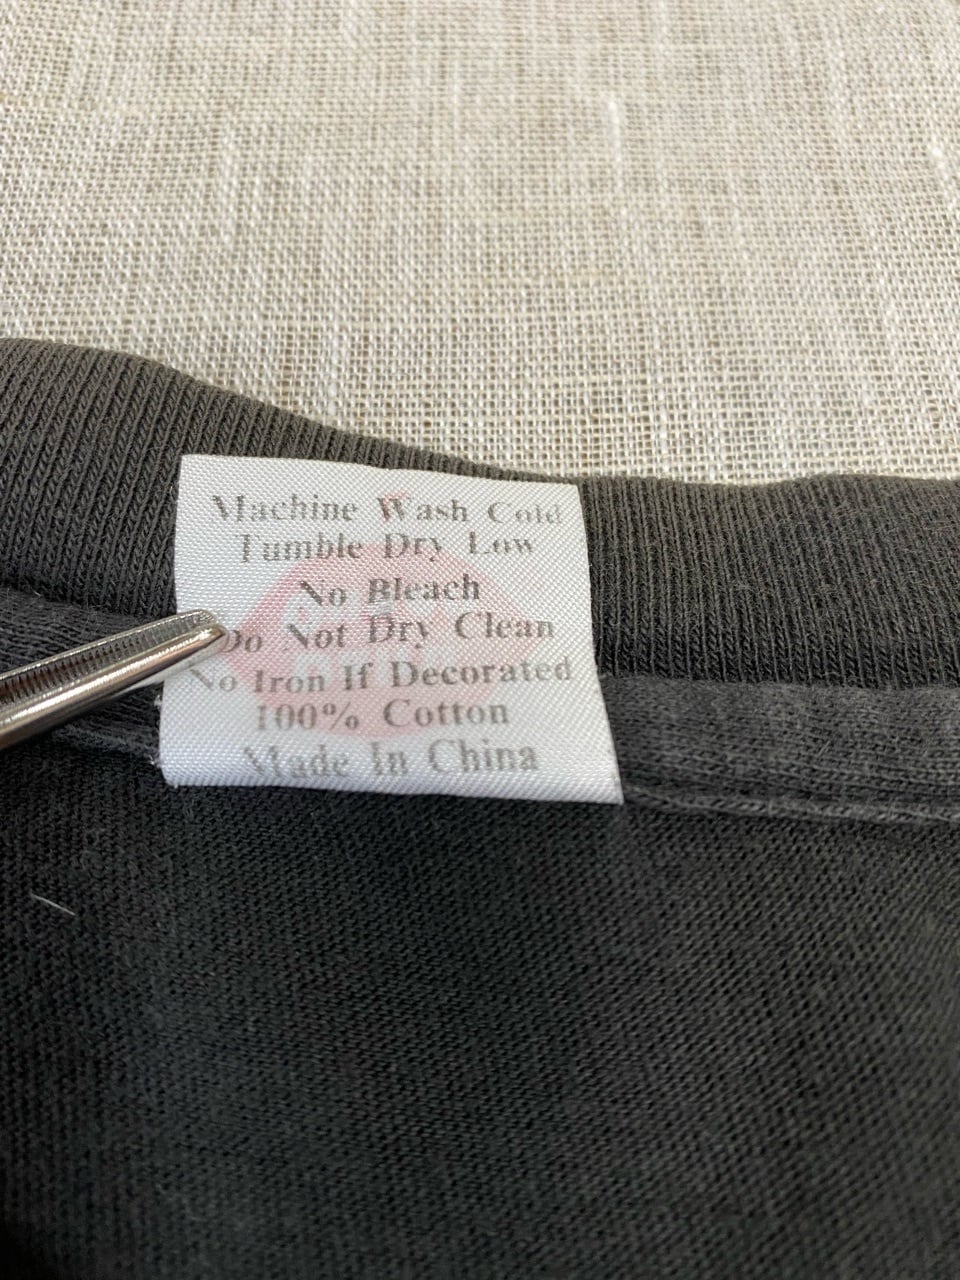 Machine Wash Cold
Tumble Dry Low
No Bleach
Do Not Dry Clean
No Iron If Decorated
100% Cotton
Made In China